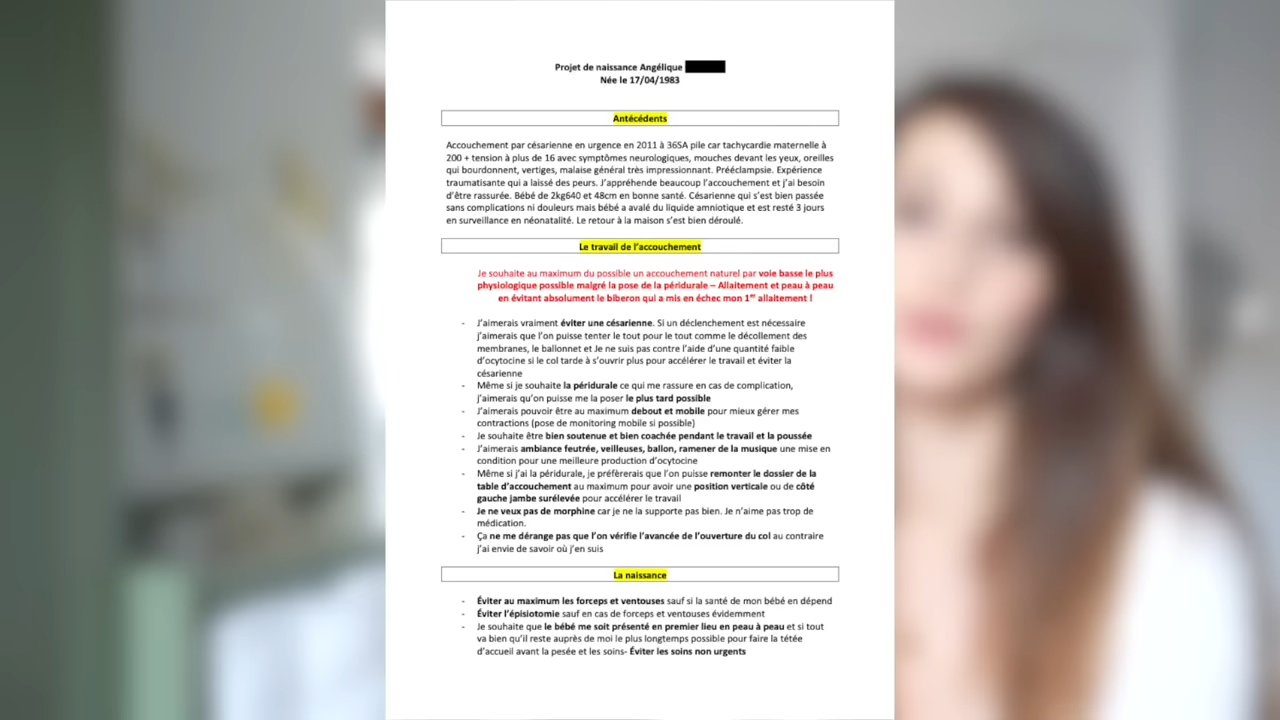 Projet de naissance Angélique
Née le 17/04/1983
Antécédents
Accouchement par césarienne en urgence en 2011 à 36SA pile car tachycardie maternelle à
200 + tension à plus de 16 avec symptômes neurologiques, mouches devant les yeux, oreilles
qui bourdonnent, vertiges, malaise général très impressionnant. Prééclampsie. Expérience
traumatisante qui a laissé des peurs. J'appréhende beaucoup l'accouchement et j'ai besoin
d'être rassurée. Bébé de 2kg640 et 48cm en bonne santé. Césarienne qui s'est bien passée
sans complications ni douleurs mais bébé a avalé du liquide amniotique et est resté 3 jours
en surveillance en néonatalité. Le retour à la maison s'est bien déroulé.
Le travail de l'accouchement
Je souhaite au maximum du possible un accouchement naturel par voie basse le plus
physiologique possible malgré la pose de la péridurale – Allaitement et peau à peau
en évitant absolument le biberon qui a mis en échec mon 1er allaitement !
- J'aimerais vraiment éviter une césarienne. Si un déclenchement est nécessaire
j'aimerais que l'on puisse tenter le tout pour le tout comme le décollement des
membranes, le ballonnet et Je ne suis pas contre l'aide d'une quantité faible
d'ocytocine si le col tarde à s'ouvrir plus pour accélérer le travail et éviter la
césarienne
- Même si je souhaite la péridurale ce qui me rassure en cas de complication,
j'aimerais qu'on puisse me la poser le plus tard possible
- J'aimerais pouvoir être au maximum debout et mobile pour mieux gérer mes
contractions (pose de monitoring mobile si possible)
- Je souhaite être bien soutenue et bien coachée pendant le travail et la poussée
- J'aimerais ambiance feutrée, veilleuses, ballon, ramener de la musique une mise en
condition pour une meilleure production d'ocytocine
- Même si j'ai la péridurale, je préfèrerais que l'on puisse remonter le dossier de la
table d'accouchement au maximum pour avoir une position verticale ou de côté
gauche jambe surélevée pour accélérer le travail
- Je ne veux pas de morphine car je ne la supporte pas bien. Je n'aime pas trop de
médication.
- Ça ne me dérange pas que l'on vérifie l'avancée de l'ouverture du col au contraire
j'ai envie de savoir où j'en suis
La naissance
- Éviter au maximum les forceps et ventouses sauf si la santé de mon bébé en dépend
- Éviter l'épisiotomie sauf en cas de forceps et ventouses évidemment
- Je souhaite que le bébé me soit présenté en premier lieu en peau à peau et si tout
va bien qu'il reste auprès de moi le plus longtemps possible pour faire la tétée
d'accueil avant la pesée et les soins- Éviter les soins non urgents